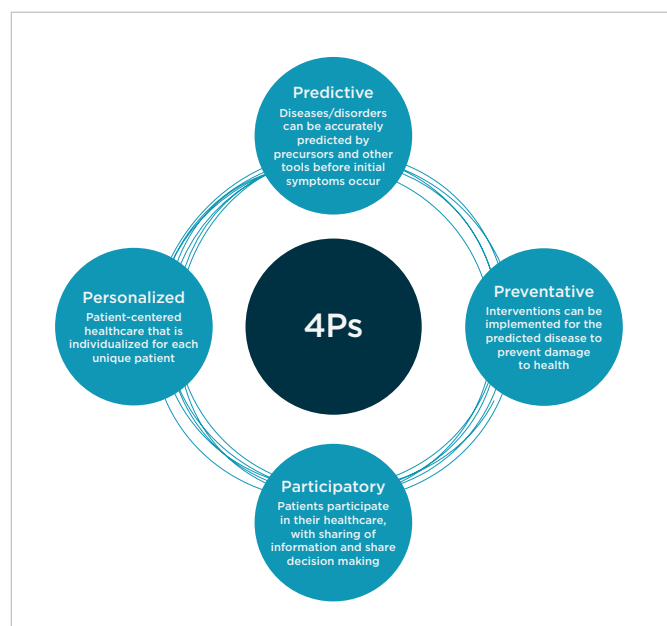 Predictive
Diseases/disorders
can be accurately
predicted by
precursors and other
tools before initial
symptoms occur
Personalized
Patient-centered
healthcare that is
individualized for each
unique patient
4Ps
Preventative
Interventions can be
implemented for the
predicted disease to
prevent damage
to health
Participatory
Patients participate
in their healthcare,
with sharing of
information and share
decision making